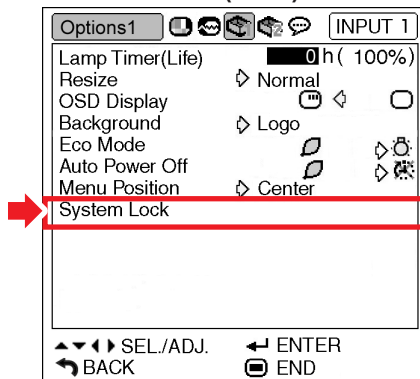 Options1 INPUT 1
Lamp Timer(Life) 0 h( 100%)
Resize Normal
OSD Display
Background Logo
Eco Mode
Auto Power Off
Menu Position Center
System Lock
SEL./ADJ. ENTER
BACK END